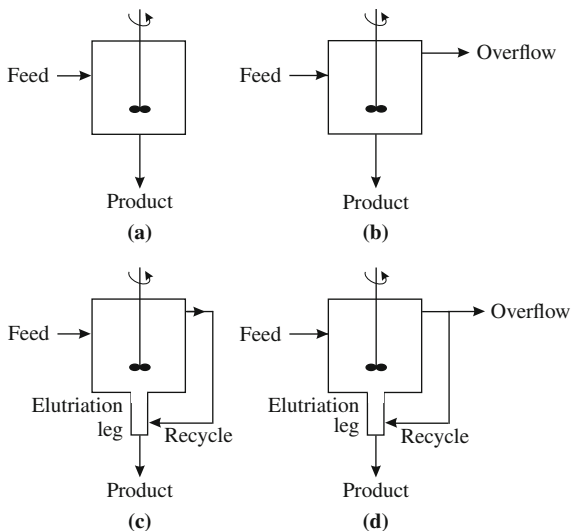 Feed
Product
(a)
Feed
Overflow
Product
(b)
Feed
Elutriation
leg
Recycle
Product
(c)
Feed
Overflow
Elutriation
leg
Recycle
Product
(d)